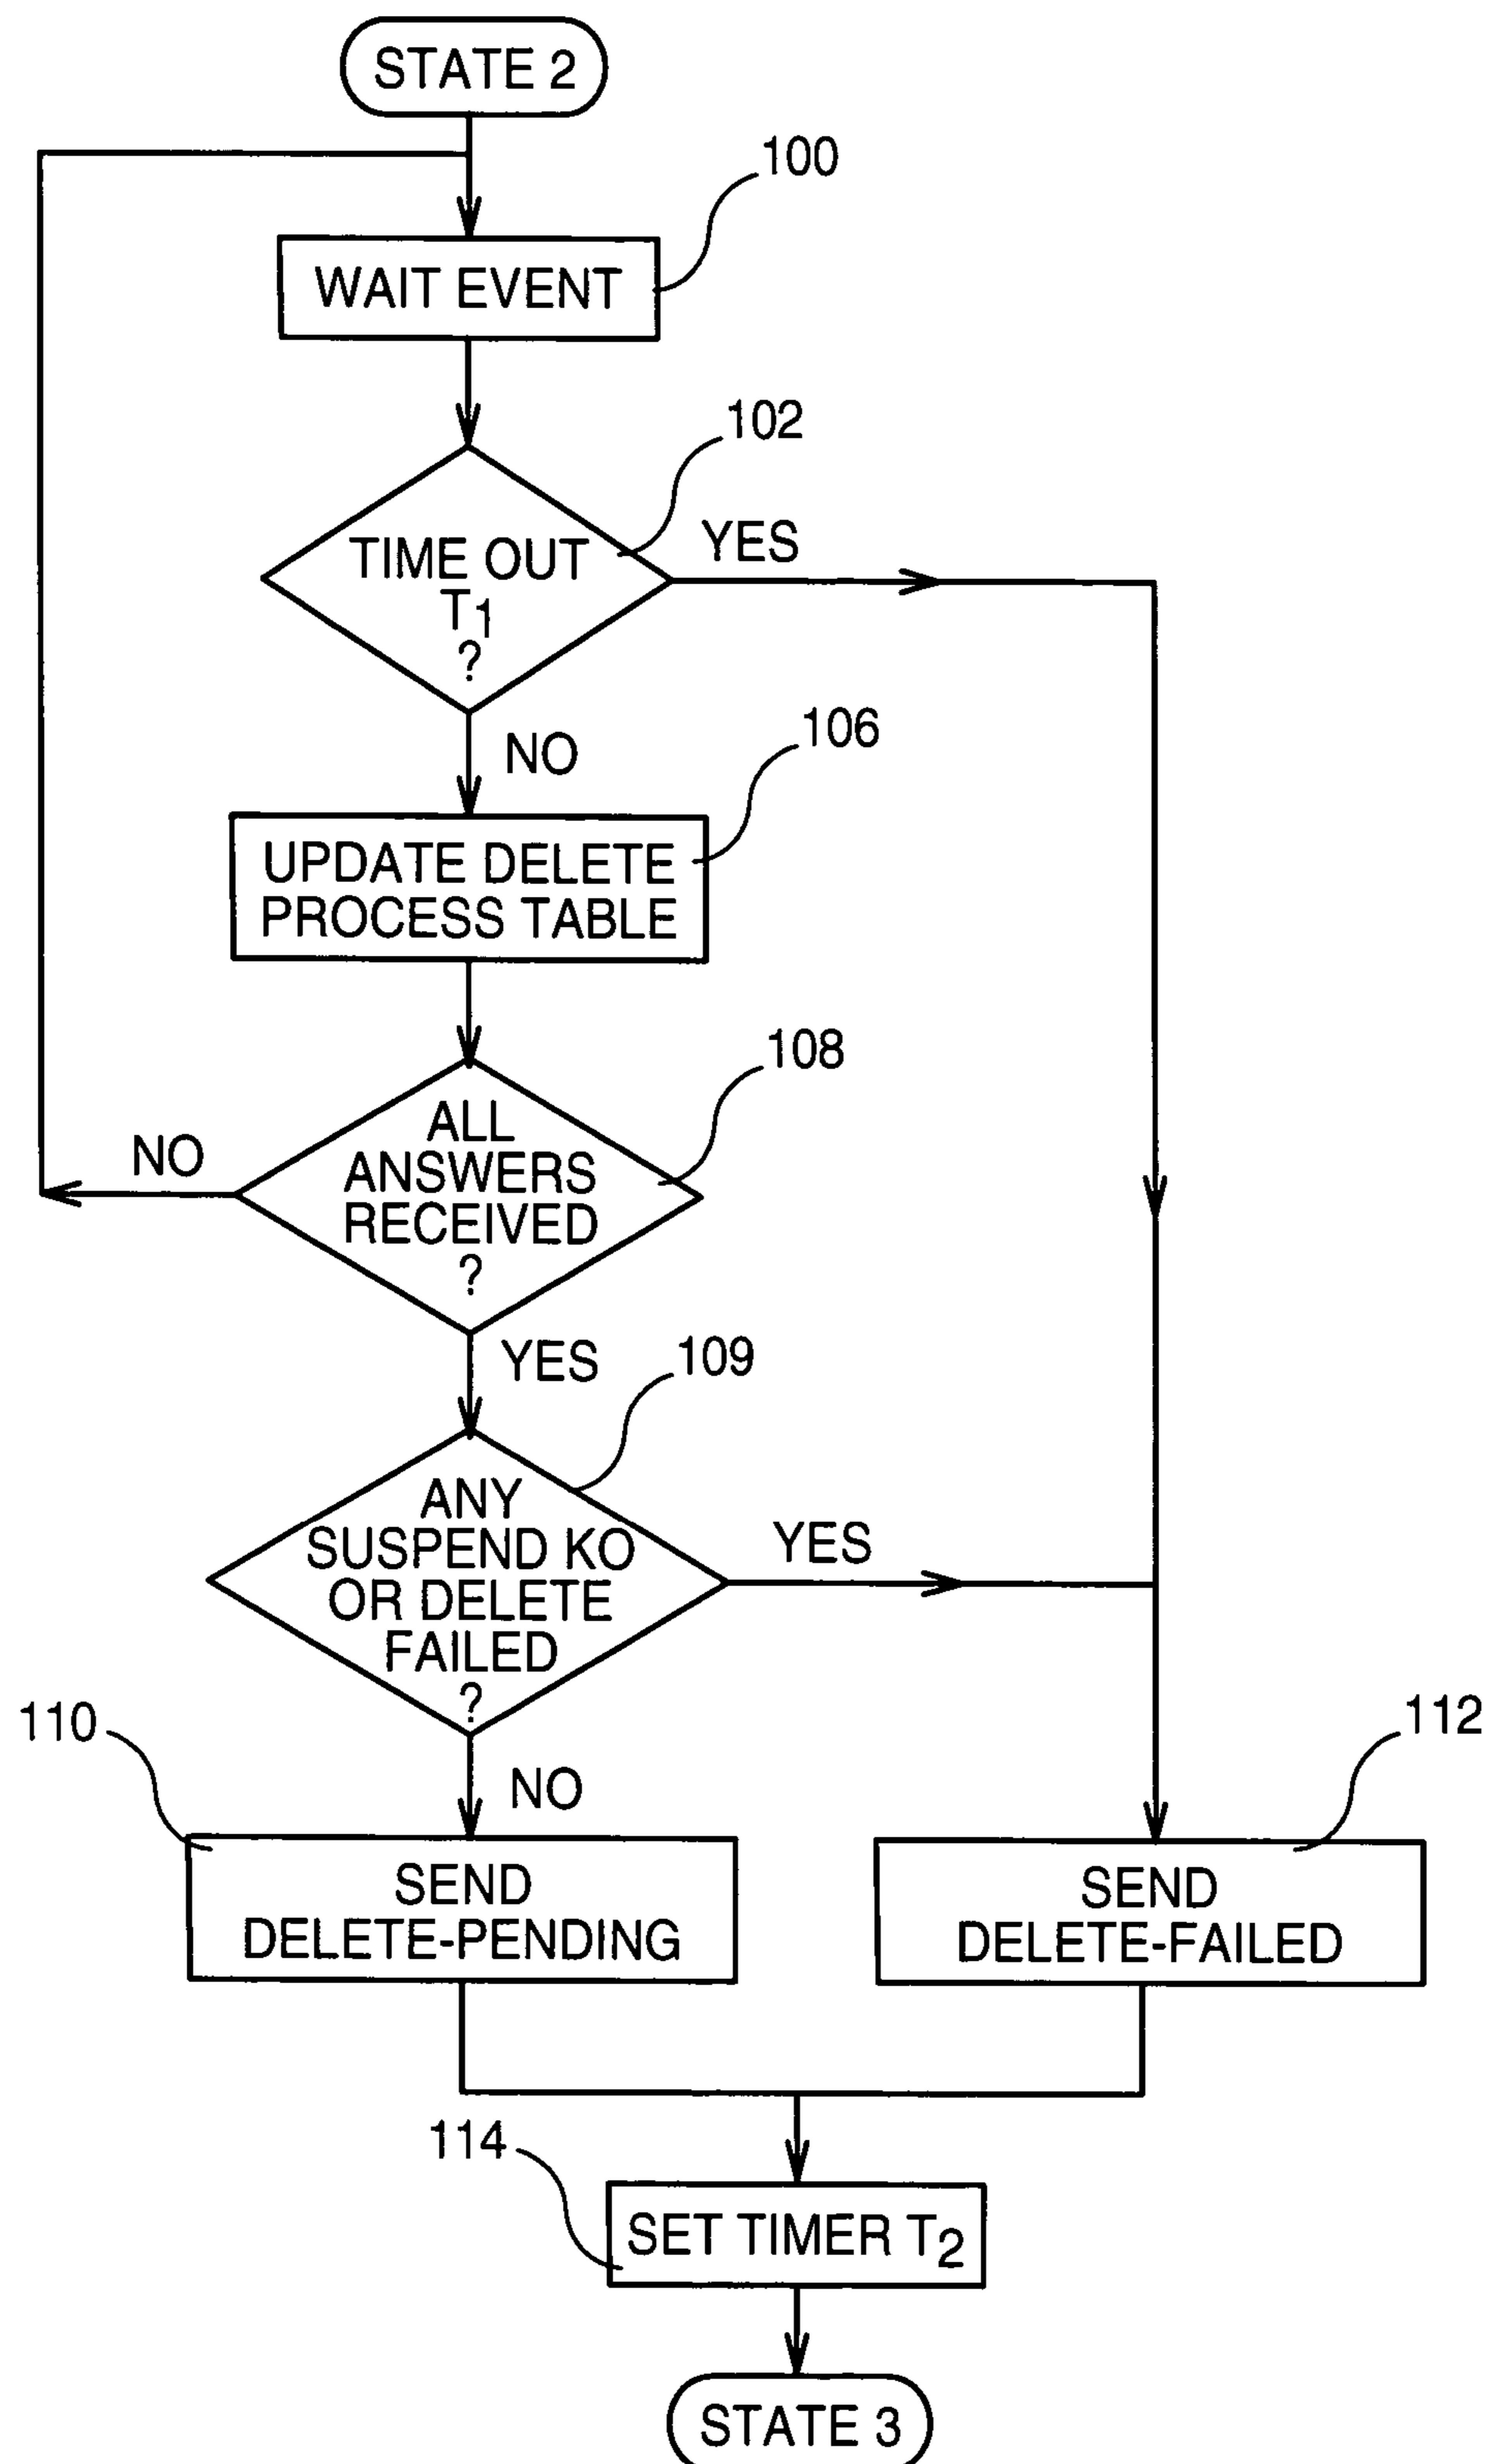 STATE 2
100
WAIT EVENT
102
TIME OUT
T1
?
YES
NO
106
UPDATE DELETE
PROCESS TABLE
108
ALL
ANSWERS
RECEIVED
?
NO
YES
109
ANY
SUSPEND KO
OR DELETE
FAILED
?
YES
NO
110
SEND
DELETE-PENDING
112
SEND
DELETE-FAILED
114
SET TIMER T2
STATE 3